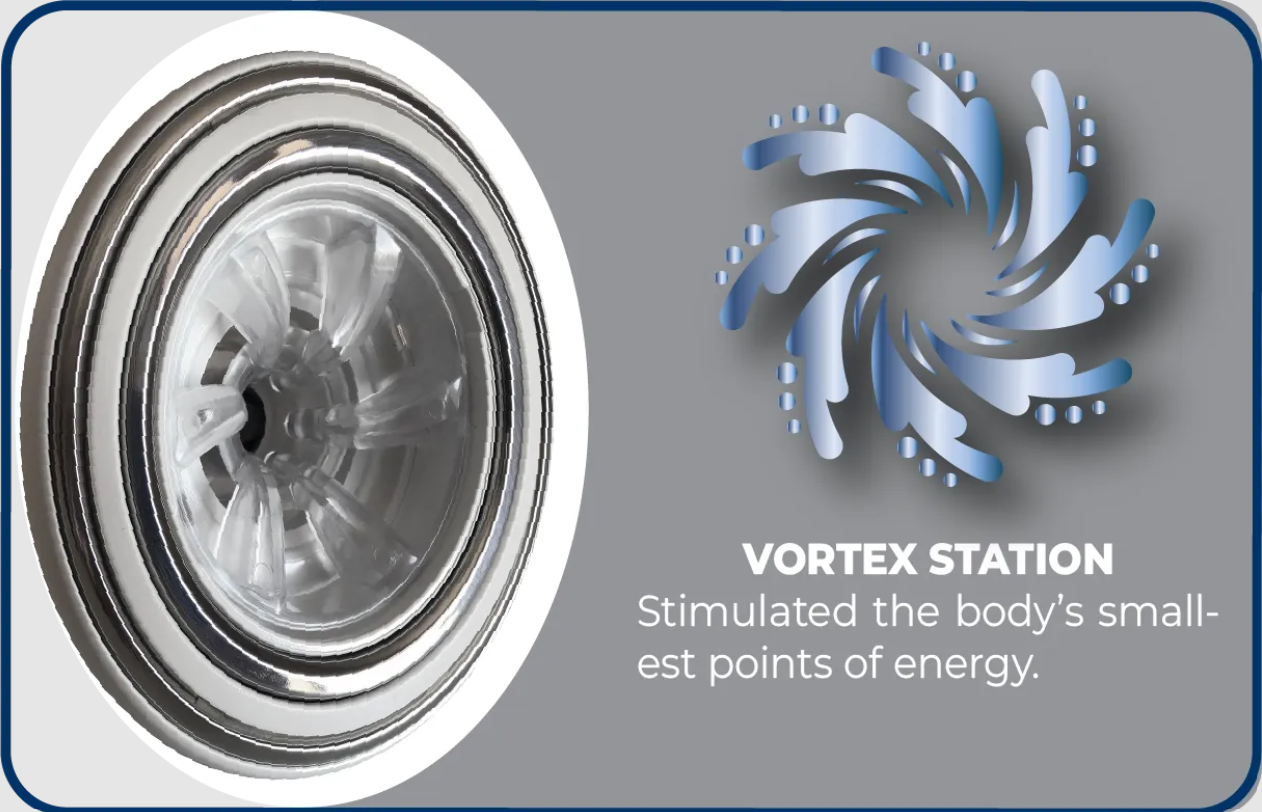 VORTEX STATION
Stimulated the body’s small-
est points of energy.